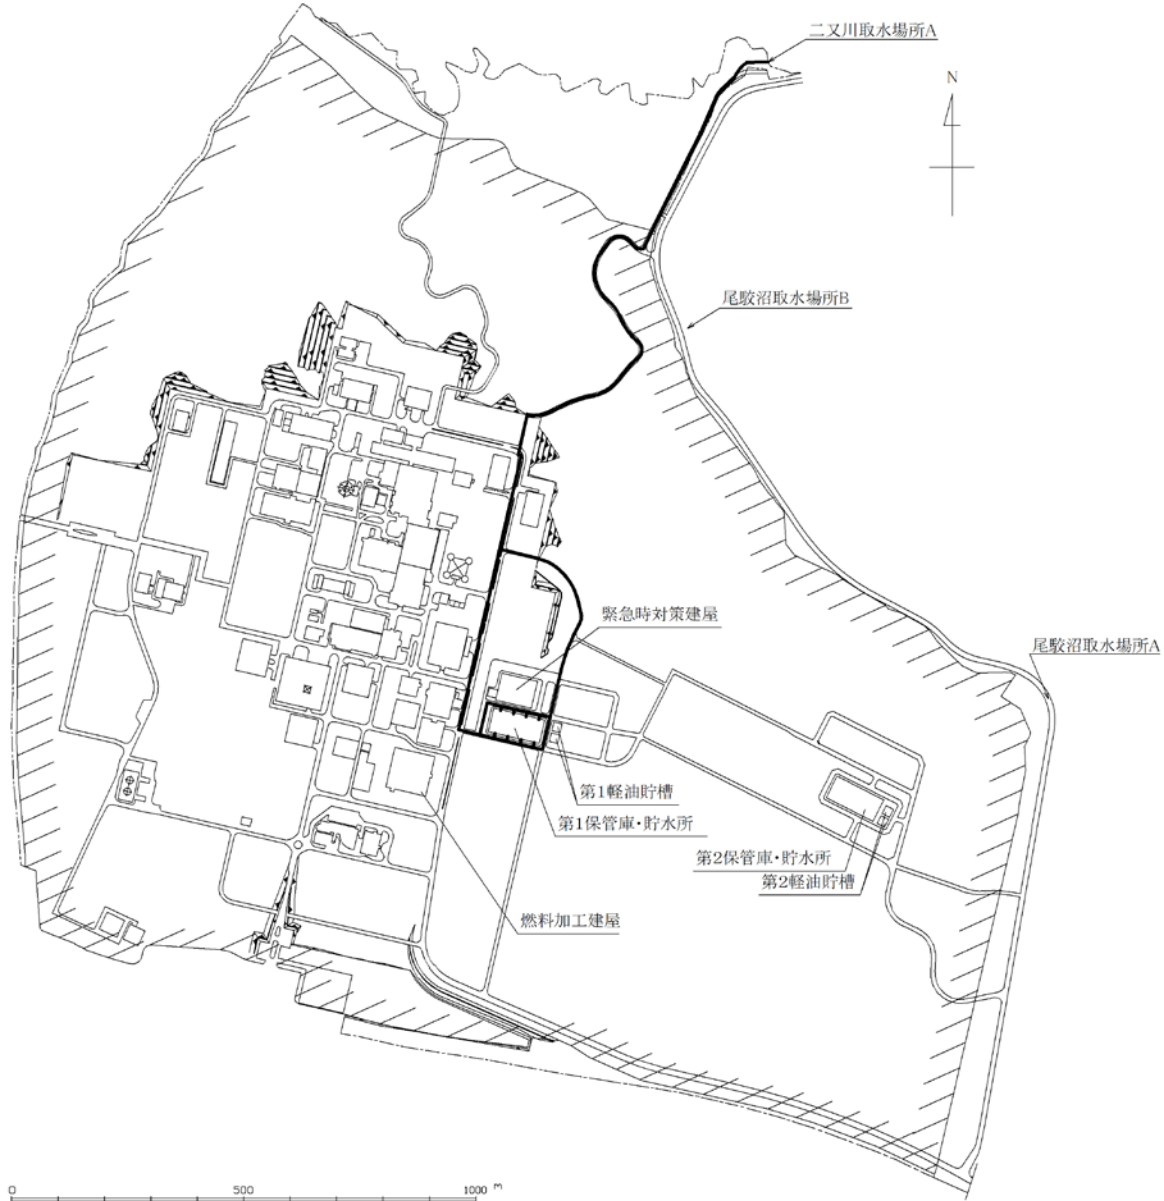 二又川取水場所A
N
尾駮沼取水場所B
緊急時対策建屋
尾駮沼取水場所A
第1軽油貯槽
第1保管庫・貯水所
第2保管庫・貯水所
第2軽油貯槽
燃料加工建屋
0 500 1000 m